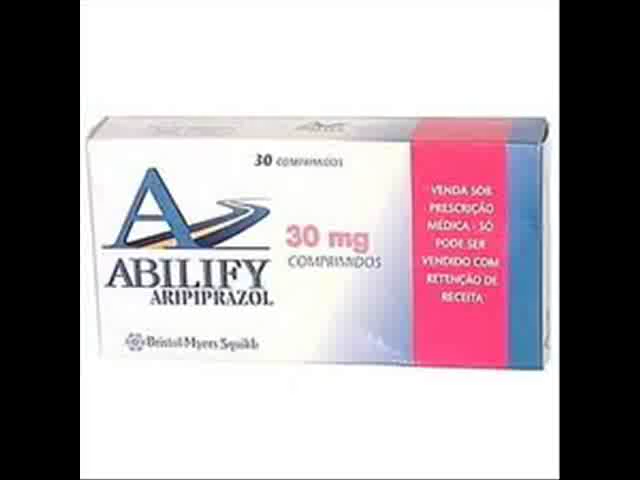 30 COMPRIMIDOS
A
ABILIFY
ARIPIPRAZOL
30 mg
COMPRIMIDOS
Bristol-Myers Squibb
VENDA SOB
PRESCRIÇÃO
MÉDICA - SÓ
PODE SER
VENDIDO COM
RETENÇÃO DE
RECEITA